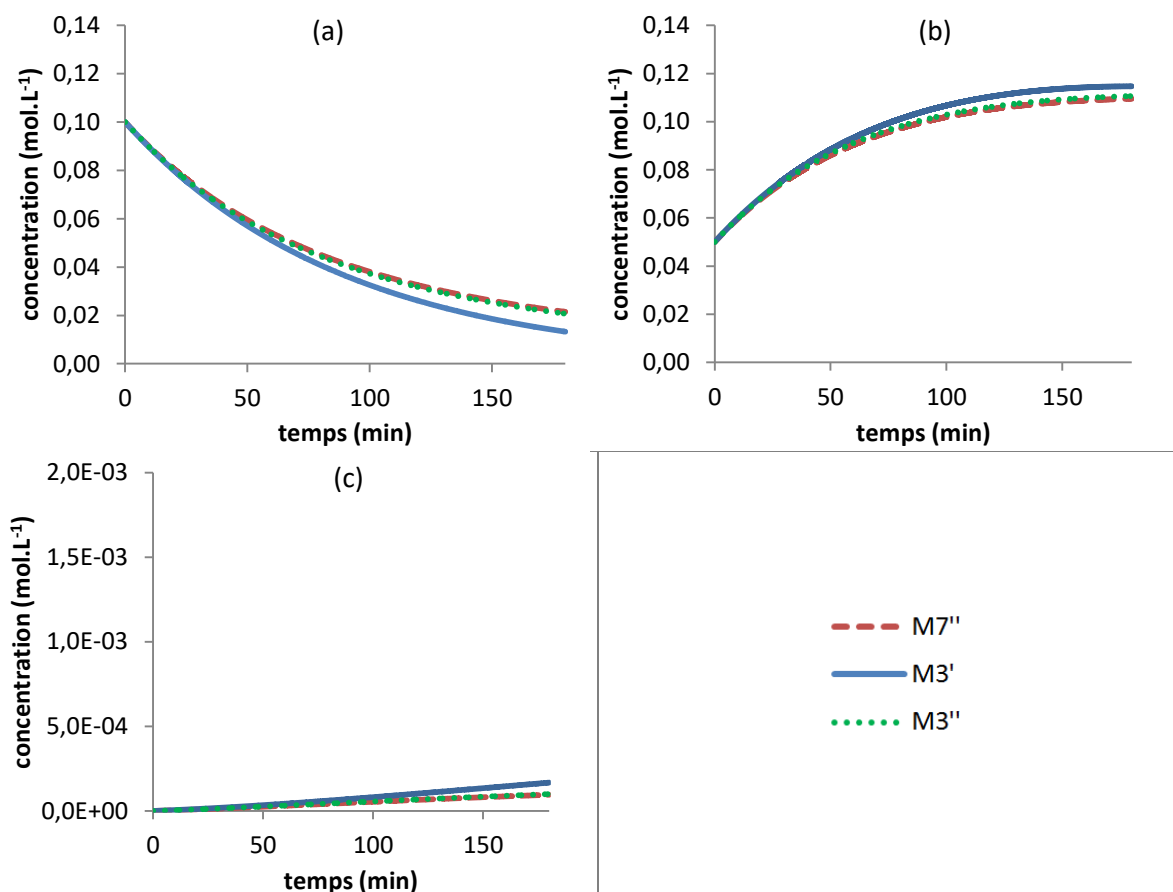 (a)
concentration (mol.L-1)
0,14
0,12
0,10
0,08
0,06
0,04
0,02
0,00
0
50
100
150
temps (min)
(b)
concentration (mol.L-1)
0,14
0,12
0,10
0,08
0,06
0,04
0,02
0,00
0
50
100
150
temps (min)
(c)
concentration (mol.L-1)
2,0E-03
1,5E-03
1,0E-03
5,0E-04
0,0E+00
0
50
100
150
temps (min)
M7''
M3'
M3''